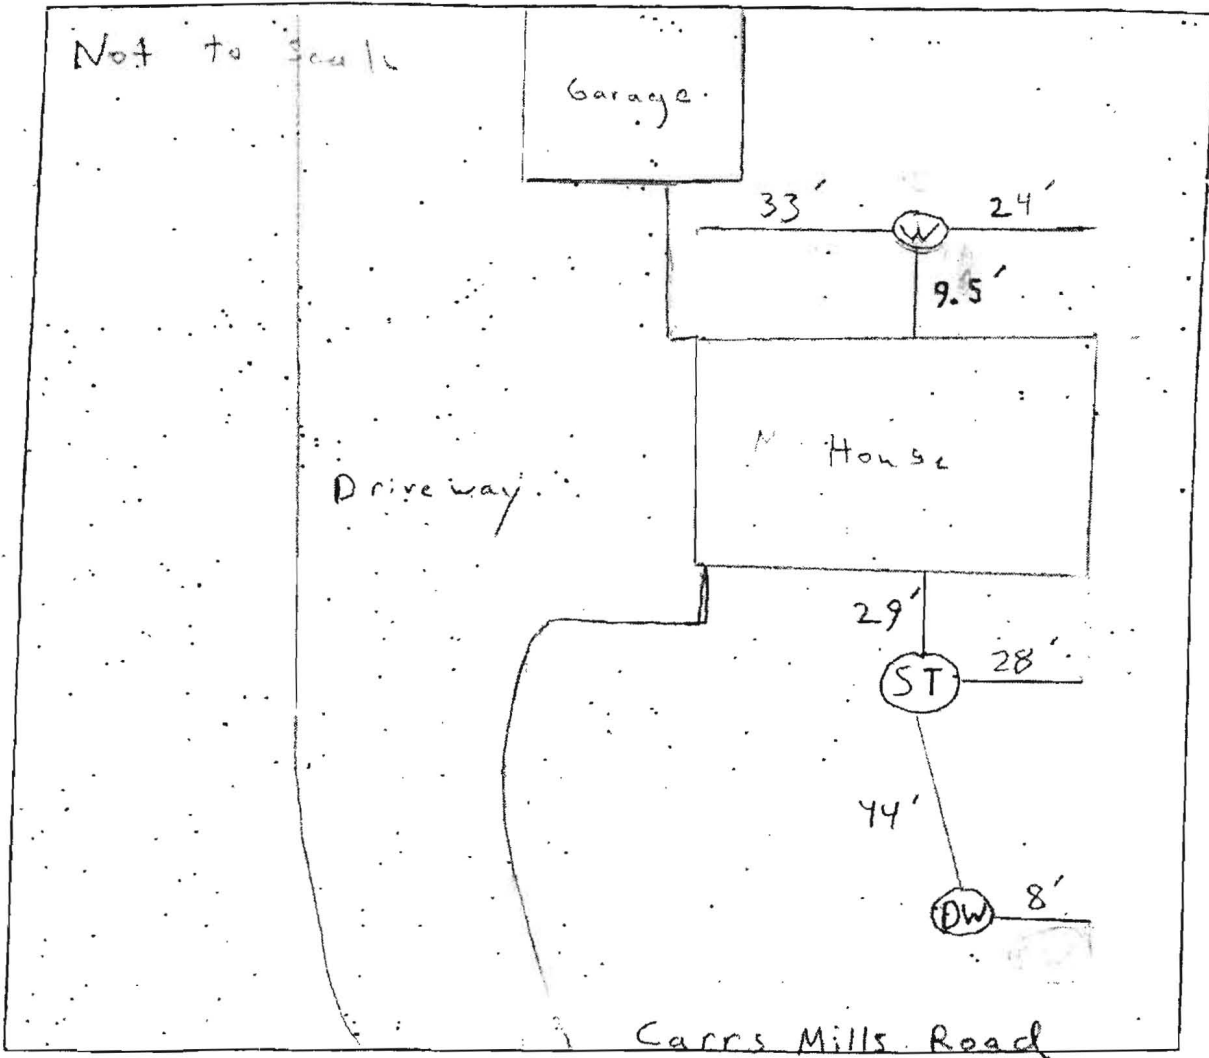 Not to Scale
Garage
33' W 24'
9.5'
House
Driveway
29'
ST 28'
44'
DW 8'
Carrs Mills Road